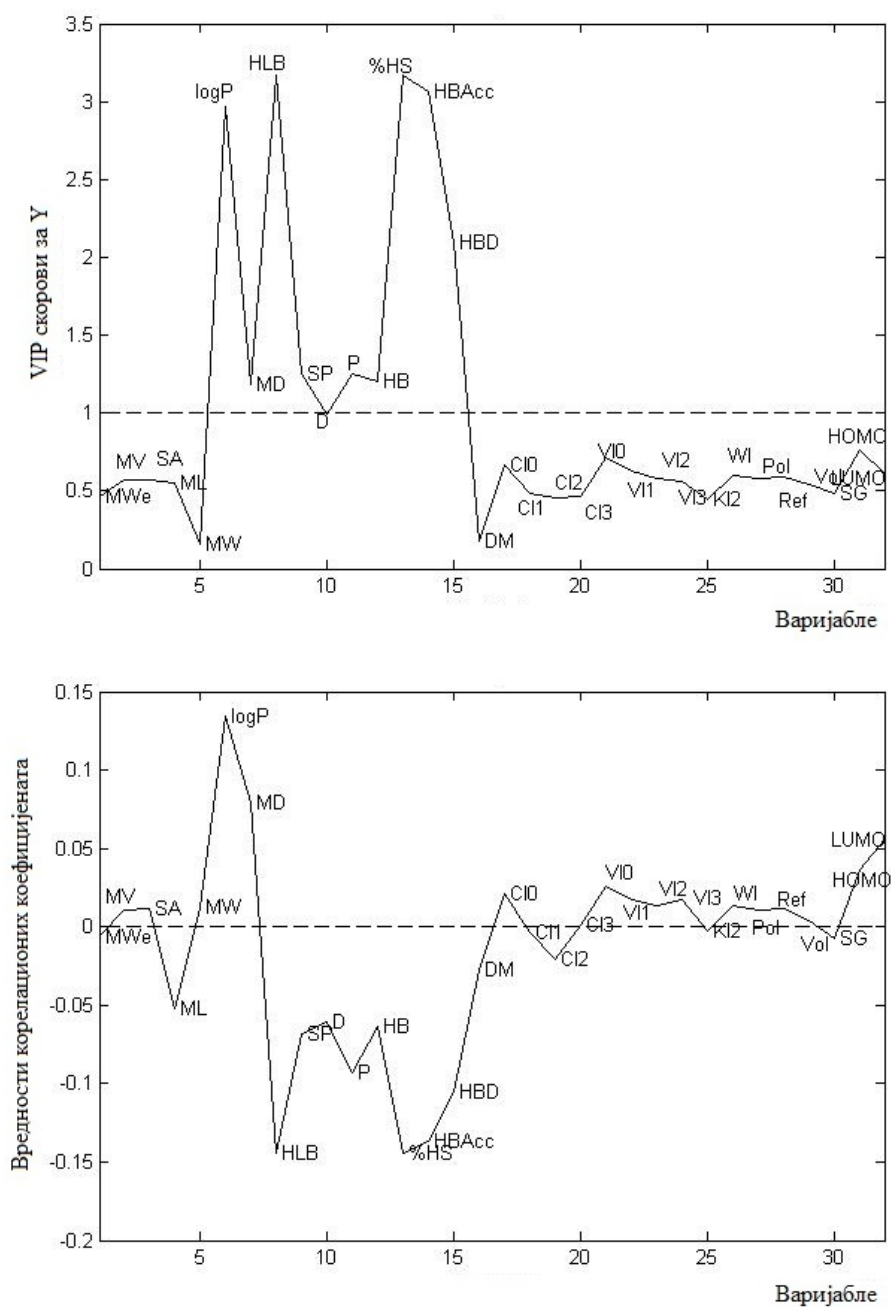 3.5
3
2.5
2
1.5
1
0.5
0
VIP скорови за Y
MWe
MV
SA
ML
MW
logP
MD
HLB
SP
D
P
HB
%HS
HBAcc
HBD
DM
CI0
CI1
CI2
CI3
VI0
VI1
VI2
VI3
KI2
WI
Pol
Ref
Vol
SG
HOMO
LUMO
5 10 15 20 25 30
Варијабле
0.15
0.1
0.05
0
-0.05
-0.1
-0.15
-0.2
Вредности корелационих коефицијената
MWe
MV
SA
ML
MW
logP
MD
HLB
SP
D
P
HB
%HS
HBAcc
HBD
DM
CI0
CI1
CI2
CI3
VI0
VI1
VI2
VI3
KI2
WI
Pol
Ref
Vol
SG
HOMO
LUMO
5 10 15 20 25 30
Варијабле